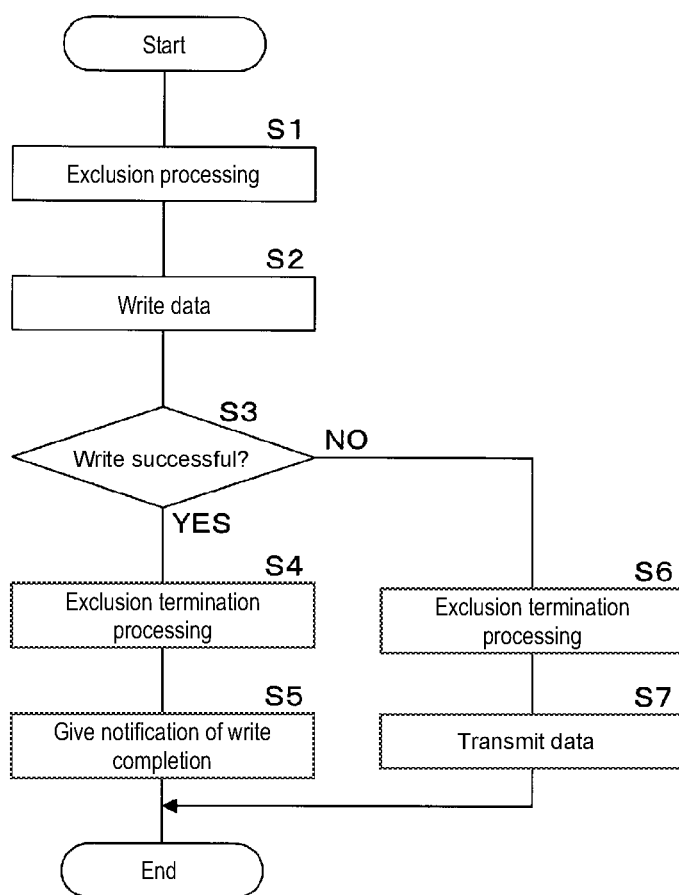 Start
S1
Exclusion processing
S2
Write data
S3
Write successful?
NO
YES
S4
Exclusion termination
processing
S5
Give notification of write
completion
S6
Exclusion termination
processing
S7
Transmit data
End